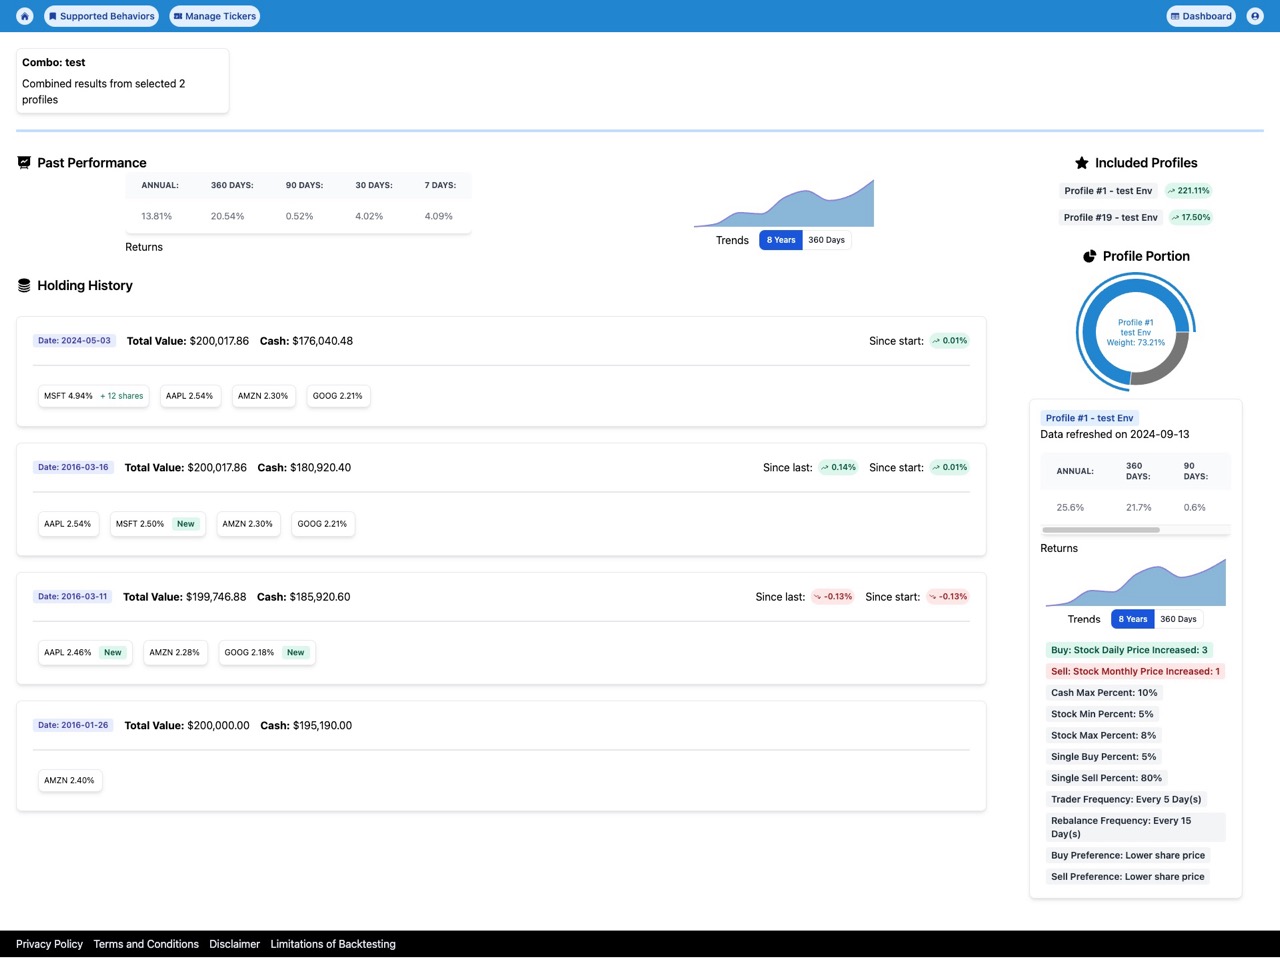 Supported Behaviors
Manage Tickers
Dashboard
Combo: test
Combined results from selected 2
profiles
Past Performance
ANNUAL: 360 DAYS: 90 DAYS: 30 DAYS: 7 DAYS:
13.81% 20.54% 0.52% 4.02% 4.09%
Returns
Trends 8 Years 360 Days
Holding History
Date: 2024-05-03 Total Value: $200,017.86 Cash: $176,040.48 Since start: 0.01%
MSFT 4.94% + 12 shares AAPL 2.54% AMZN 2.30% GOOG 2.21%
Date: 2016-03-16 Total Value: $200,017.86 Cash: $180,920.40 Since last: 0.14% Since start: 0.01%
AAPL 2.54% MSFT 2.50% New AMZN 2.30% GOOG 2.21%
Date: 2016-03-11 Total Value: $199,746.88 Cash: $185,920.60 Since last: -0.13% Since start: -0.13%
AAPL 2.46% New AMZN 2.28% GOOG 2.18% New
Date: 2016-01-26 Total Value: $200,000.00 Cash: $195,190.00
AMZN 2.40%
Included Profiles
Profile #1 - test Env 221.11%
Profile #19 - test Env 17.50%
Profile Portion
Profile #1
test Env
Weight: 73.21%
Profile #1 - test Env
Data refreshed on 2024-09-13
ANNUAL: 360 DAYS: 90 DAYS:
25.6% 21.7% 0.6%
Returns
Trends 8 Years 360 Days
Buy: Stock Daily Price Increased: 3
Sell: Stock Monthly Price Increased: 1
Cash Max Percent: 10%
Stock Min Percent: 5%
Stock Max Percent: 8%
Single Buy Percent: 5%
Single Sell Percent: 80%
Trader Frequency: Every 5 Day(s)
Rebalance Frequency: Every 15
Day(s)
Buy Preference: Lower share price
Sell Preference: Lower share price
Privacy Policy Terms and Conditions Disclaimer Limitations of Backtesting